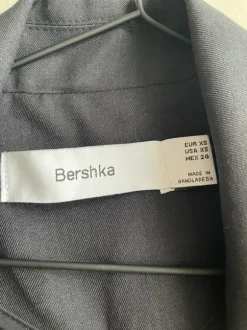 Bershka
EUR XS
USA XS
MEX 24
MADE IN
BANGLADESH